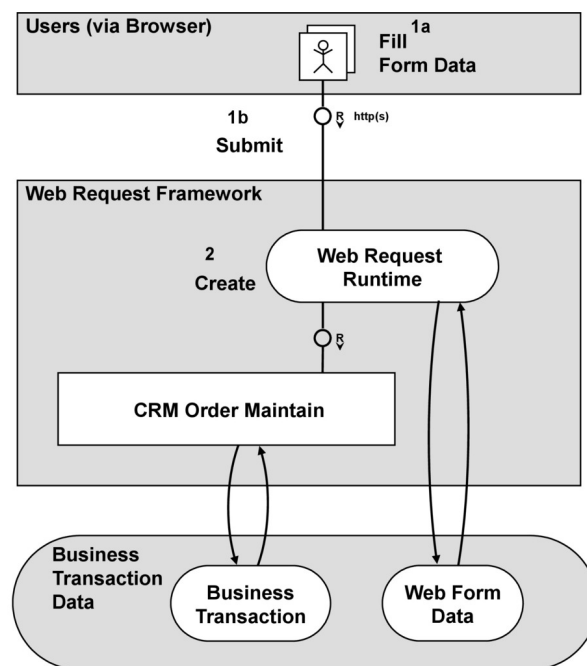 Users (via Browser)
1a
Fill
Form Data
1b
Submit
R
http(s)
Web Request Framework
2
Create
Web Request
Runtime
R
CRM Order Maintain
Business
Transaction
Data
Business
Transaction
Web Form
Data